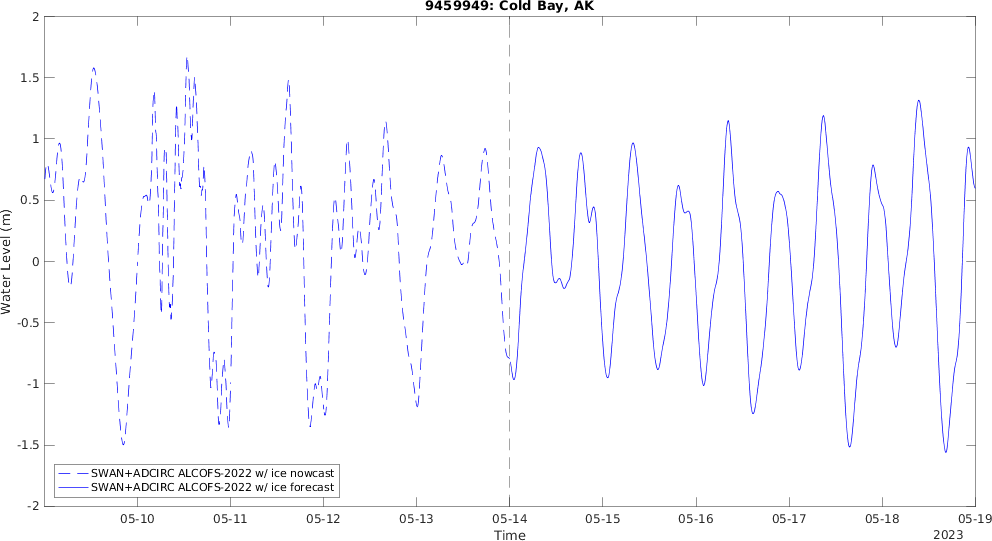 9459949: Cold Bay, AK
2
1.5
1
0.5
0
-0.5
-1
-1.5
-2
Water Level (m)
SWAN+ADCIRC ALCOFS-2022 w/ ice nowcast
SWAN+ADCIRC ALCOFS-2022 w/ ice forecast
05-10 05-11 05-12 05-13 05-14 05-15 05-16 05-17 05-18 05-19
Time
2023